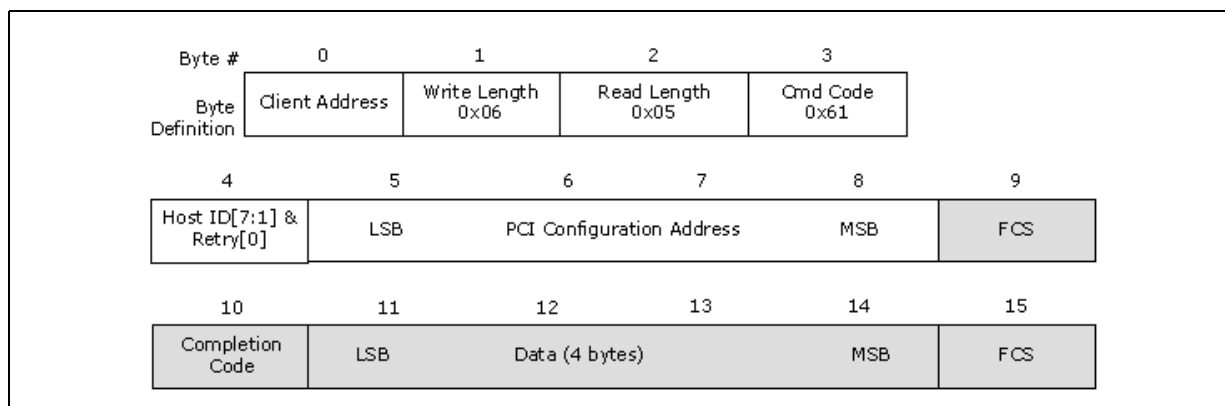 Byte # 0 1 2 3
Byte Definition Client Address Write Length 0x06 Read Length 0x05 Cmd Code 0x61
4 5 6 7 8 9
Host ID[7:1] & Retry[0] LSB PCI Configuration Address MSB FCS
10 11 12 13 14 15
Completion Code LSB Data (4 bytes) MSB FCS